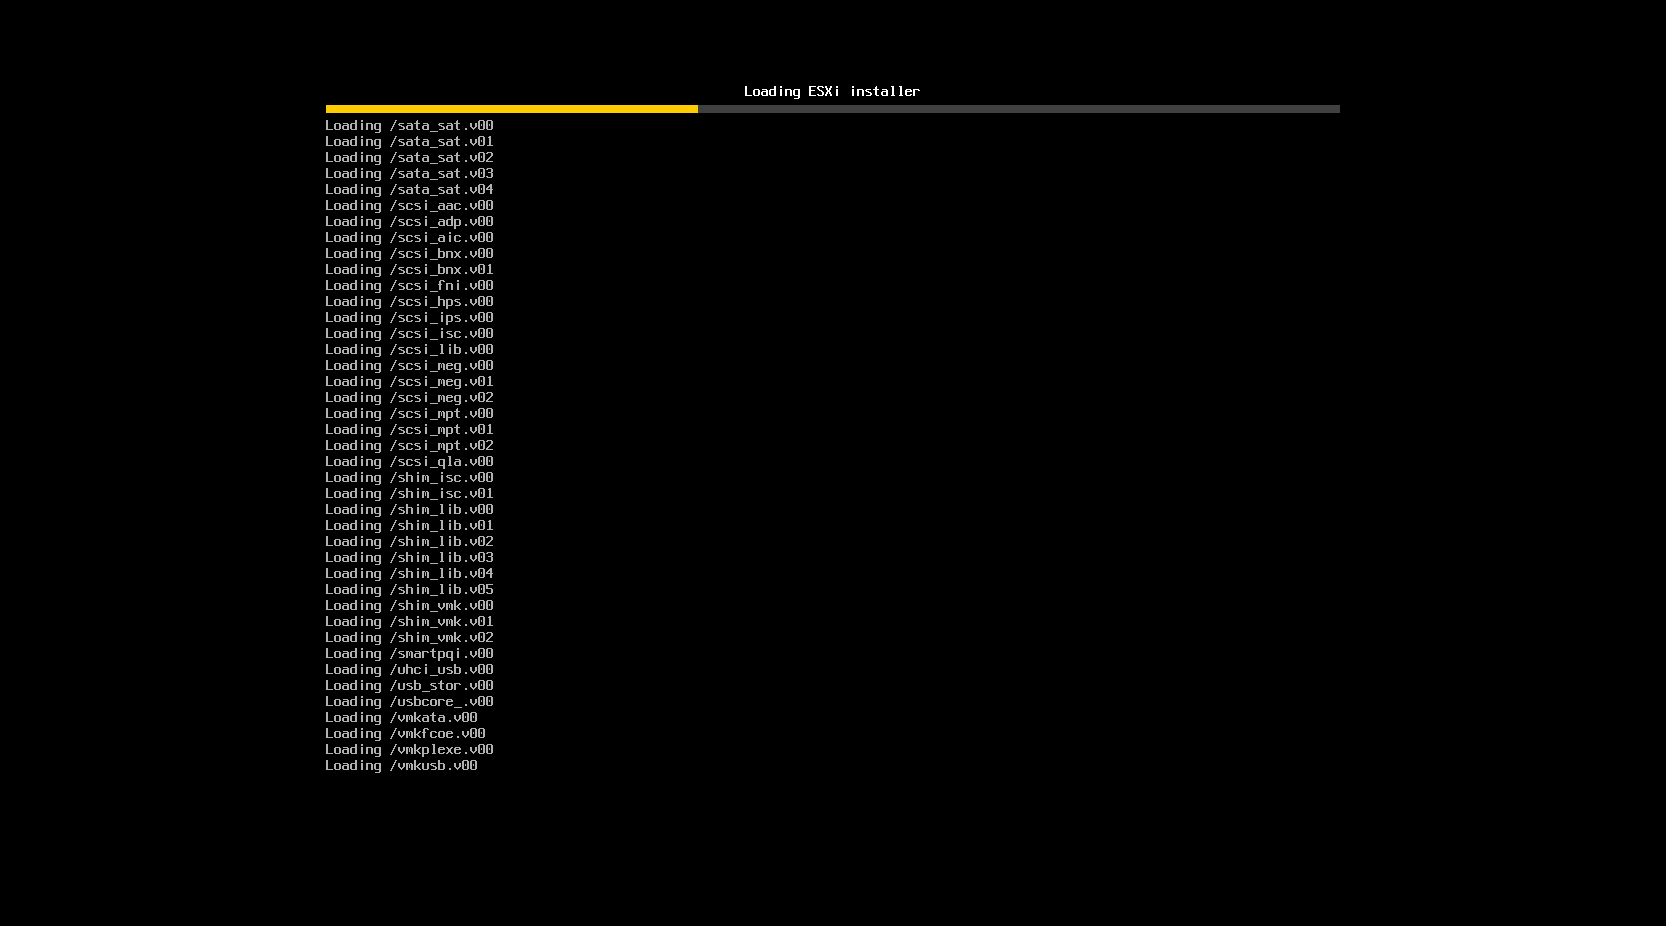 Loading ESXi installer
Loading /sata_sat.v00
Loading /sata_sat.v01
Loading /sata_sat.v02
Loading /sata_sat.v03
Loading /sata_sat.v04
Loading /scsi_aac.v00
Loading /scsi_adp.v00
Loading /scsi_aic.v00
Loading /scsi_bnx.v00
Loading /scsi_bnx.v01
Loading /scsi_fni.v00
Loading /scsi_hps.v00
Loading /scsi_ips.v00
Loading /scsi_isc.v00
Loading /scsi_lib.v00
Loading /scsi_meg.v00
Loading /scsi_meg.v01
Loading /scsi_meg.v02
Loading /scsi_mpt.v00
Loading /scsi_mpt.v01
Loading /scsi_mpt.v02
Loading /scsi_qla.v00
Loading /shim_isc.v00
Loading /shim_isc.v01
Loading /shim_lib.v00
Loading /shim_lib.v01
Loading /shim_lib.v02
Loading /shim_lib.v03
Loading /shim_lib.v04
Loading /shim_lib.v05
Loading /shim_vmk.v00
Loading /shim_vmk.v01
Loading /shim_vmk.v02
Loading /smartpqi.v00
Loading /uhci_usb.v00
Loading /usb_stor.v00
Loading /usbcore_.v00
Loading /vmkata.v00
Loading /vmkfcoe.v00
Loading /vmkplexe.v00
Loading /vmkusb.v00